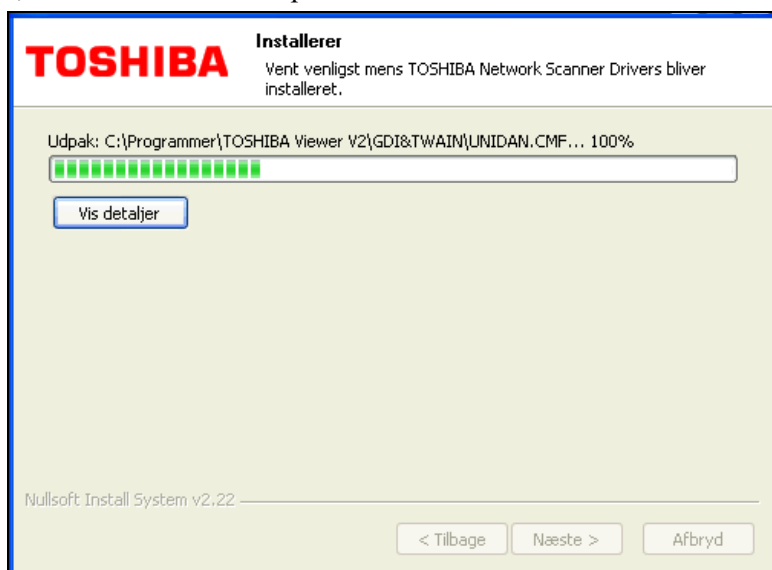 TOSHIBA
Installerer
Vent venligst mens TOSHIBA Network Scanner Drivers bliver
installeret.
Udpak: C:\Programmer\TOSHIBA Viewer V2\GDI&TWAIN\UNIDAN.CMF... 100%
Vis detaljer
Nullsoft Install System v2.22
< Tilbage
Næste >
Afbryd